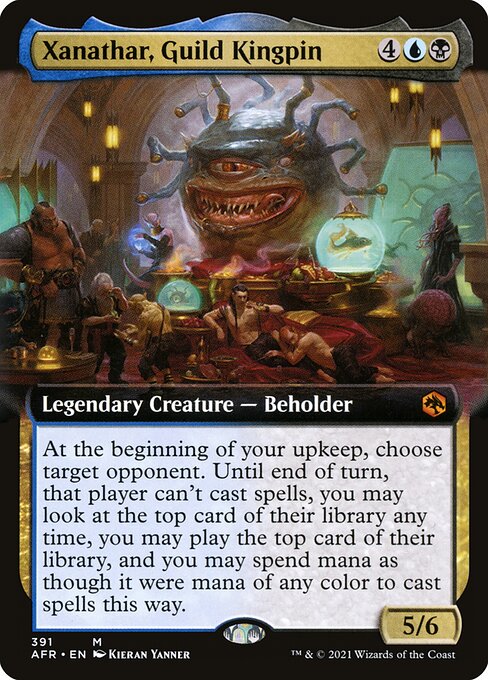 Xanathar, Guild Kingpin 4
Legendary Creature — Beholder
At the beginning of your upkeep, choose
target opponent. Until end of turn,
that player can't cast spells, you may
look at the top card of their library any
time, you may play the top card of their
library, and you may spend mana as
though it were mana of any color to cast
spells this way.
5/6
391 M
AFR • EN KIERAN YANNER ™ & © 2021 Wizards of the Coast